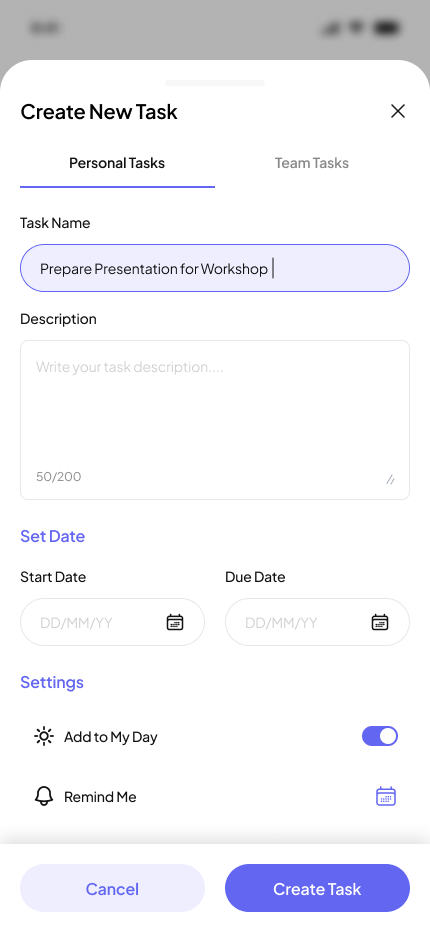 Create New Task
Personal Tasks Team Tasks
Task Name
Prepare Presentation for Workshop
Description
Write your task description....
50/200
Set Date
Start Date Due Date
DD/MM/YY DD/MM/YY
Settings
Add to My Day
Remind Me
Cancel Create Task